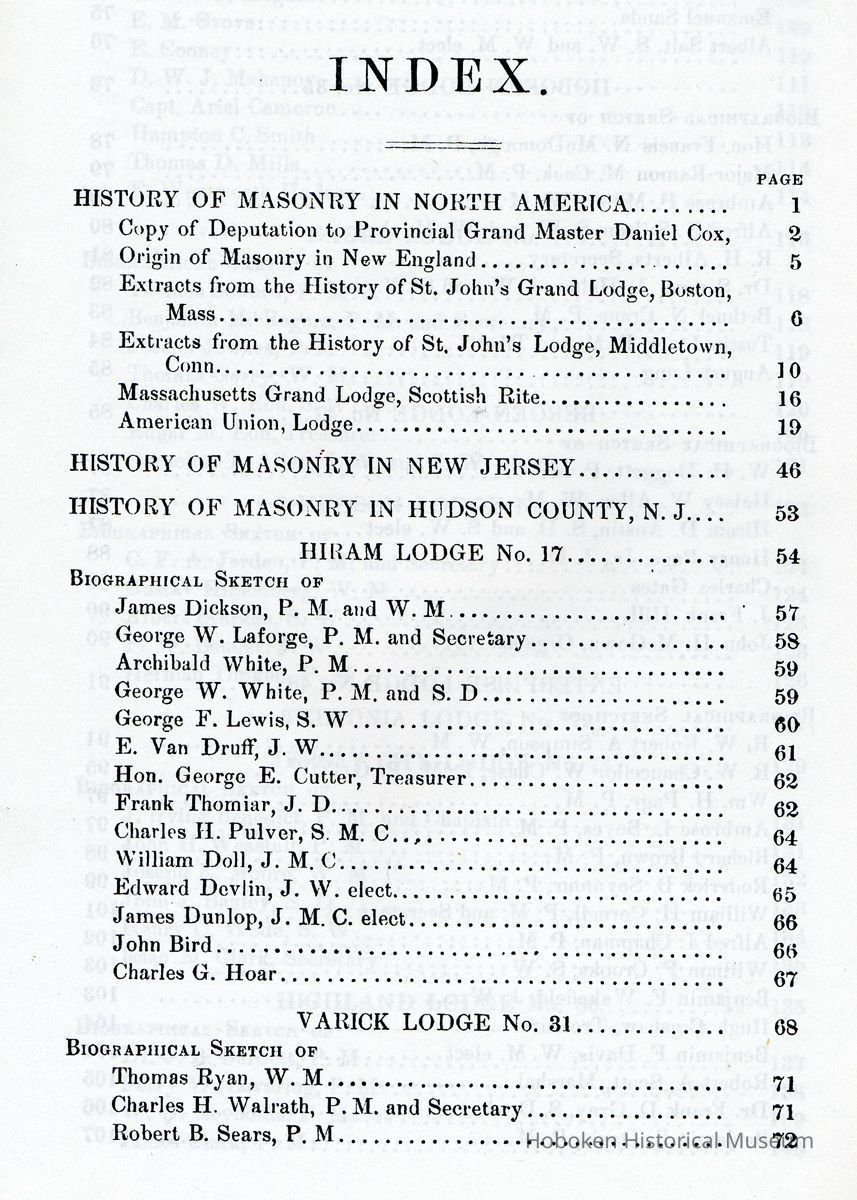 INDEX.
PAGE
HISTORY OF MASONRY IN NORTH AMERICA......... 1
Copy of Deputation to Provincial Grand Master Daniel Cox, 2
Origin of Masonry in New England......................... 5
Extracts from the History of St. John's Grand Lodge, Boston,
Mass................................................ 6
Extracts from the History of St. John's Lodge, Middletown,
Conn................................................ 10
Massachusetts Grand Lodge, Scottish Rite................... 16
American Union, Lodge..................................... 19
HISTORY OF MASONRY IN NEW JERSEY.............. 46
HISTORY OF MASONRY IN HUDSON COUNTY, N. J.... 53
HIRAM LODGE No. 17............... 54
BIOGRAPHICAL SKETCH OF
James Dickson, P. M. and W. M............................ 57
George W. Laforge, P. M. and Secretary.................... 58
Archibald White, P. M..................................... 59
George W. White, P. M. and S. D.......................... 59
George F. Lewis, S. W..................................... 60
E. Van Druff, J. W........................................ 61
Hon. George E. Cutter, Treasurer.......................... 62
Frank Thomiar, J. D....................................... 62
Charles H. Pulver, S. M. C................................ 64
William Doll, J. M. C..................................... 64
Edward Devlin, J. W. elect................................ 65
James Dunlop, J. M. C. elect.............................. 66
John Bird................................................. 66
Charles G. Hoar........................................... 67
VARICK LODGE No. 31.............. 68
BIOGRAPHICAL SKETCH OF
Thomas Ryan, W. M........................................ 71
Charles H. Walrath, P. M. and Secretary................... 71
Robert B. Sears, P. M..................................... 72
Hoboken Historical Museum